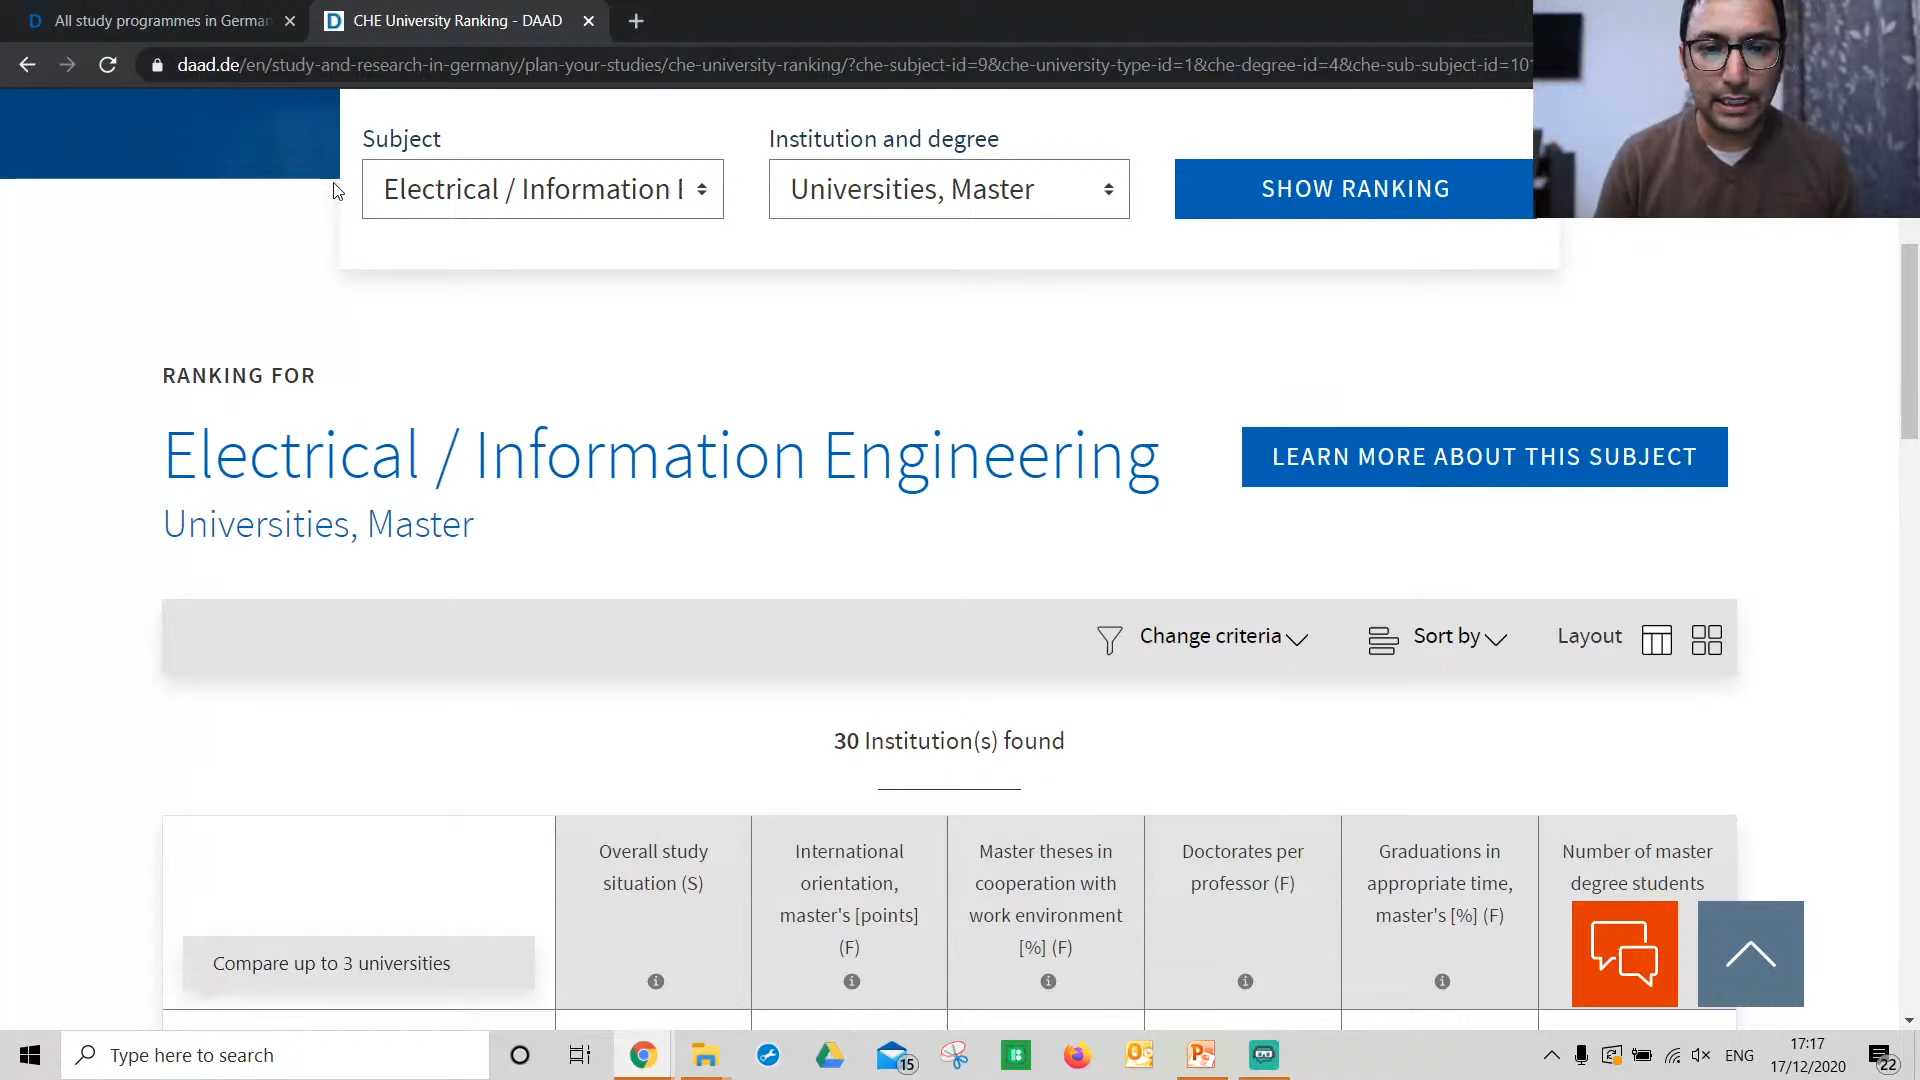 All study programmes in German
CHE University Ranking - DAAD
daad.de/en/study-and-research-in-germany/plan-your-studies/che-university-ranking/?che-subject-id=9&che-university-type-id=1&che-degree-id=4&che-sub-subject-id=101
Subject
Institution and degree
Electrical / Information E
Universities, Master
SHOW RANKING
RANKING FOR
Electrical / Information Engineering
LEARN MORE ABOUT THIS SUBJECT
Universities, Master
Change criteria
Sort by
Layout
30 Institution(s) found
Compare up to 3 universities
Overall study
situation (S)
International
orientation,
master's [points]
(F)
Master theses in
cooperation with
work environment
[%] (F)
Doctorates per
professor (F)
Graduations in
appropriate time,
master's [%] (F)
Number of master
degree students
Type here to search
15
ENG
17:17
17/12/2020
22